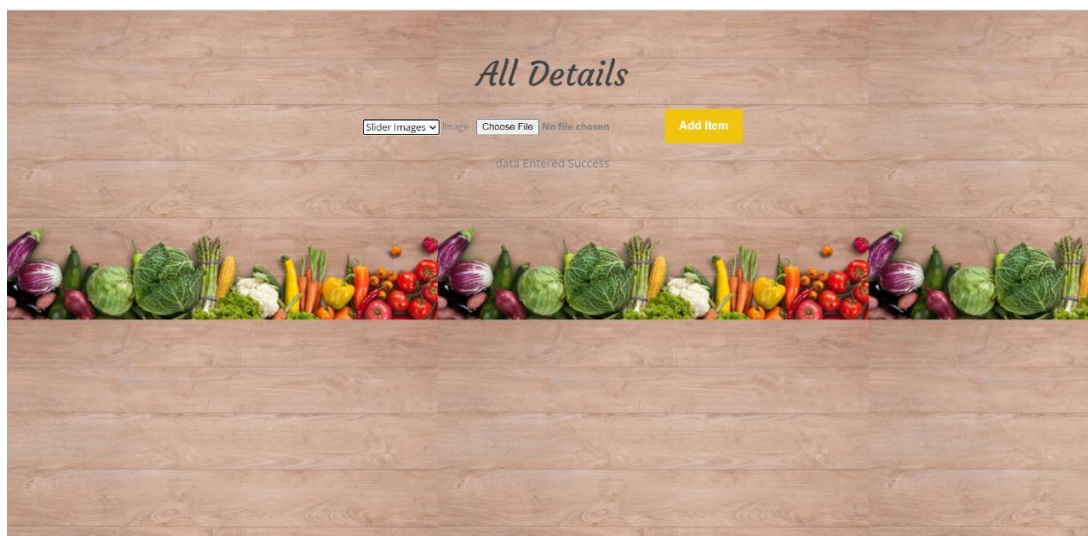 All Details
Slider Images Image : Choose File No file chosen Add Item
data Entered Success